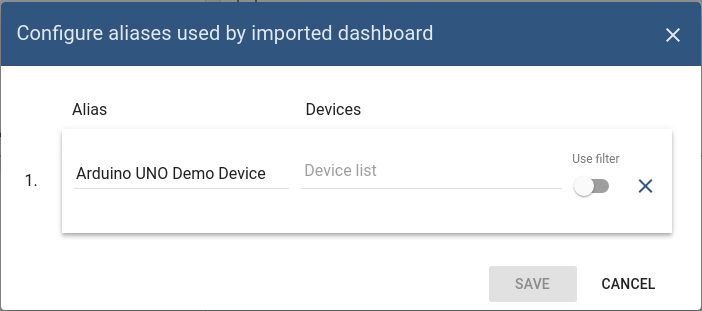 Configure aliases used by imported dashboard
Alias Devices
Use filter
1. Arduino UNO Demo Device Device list
SAVE CANCEL